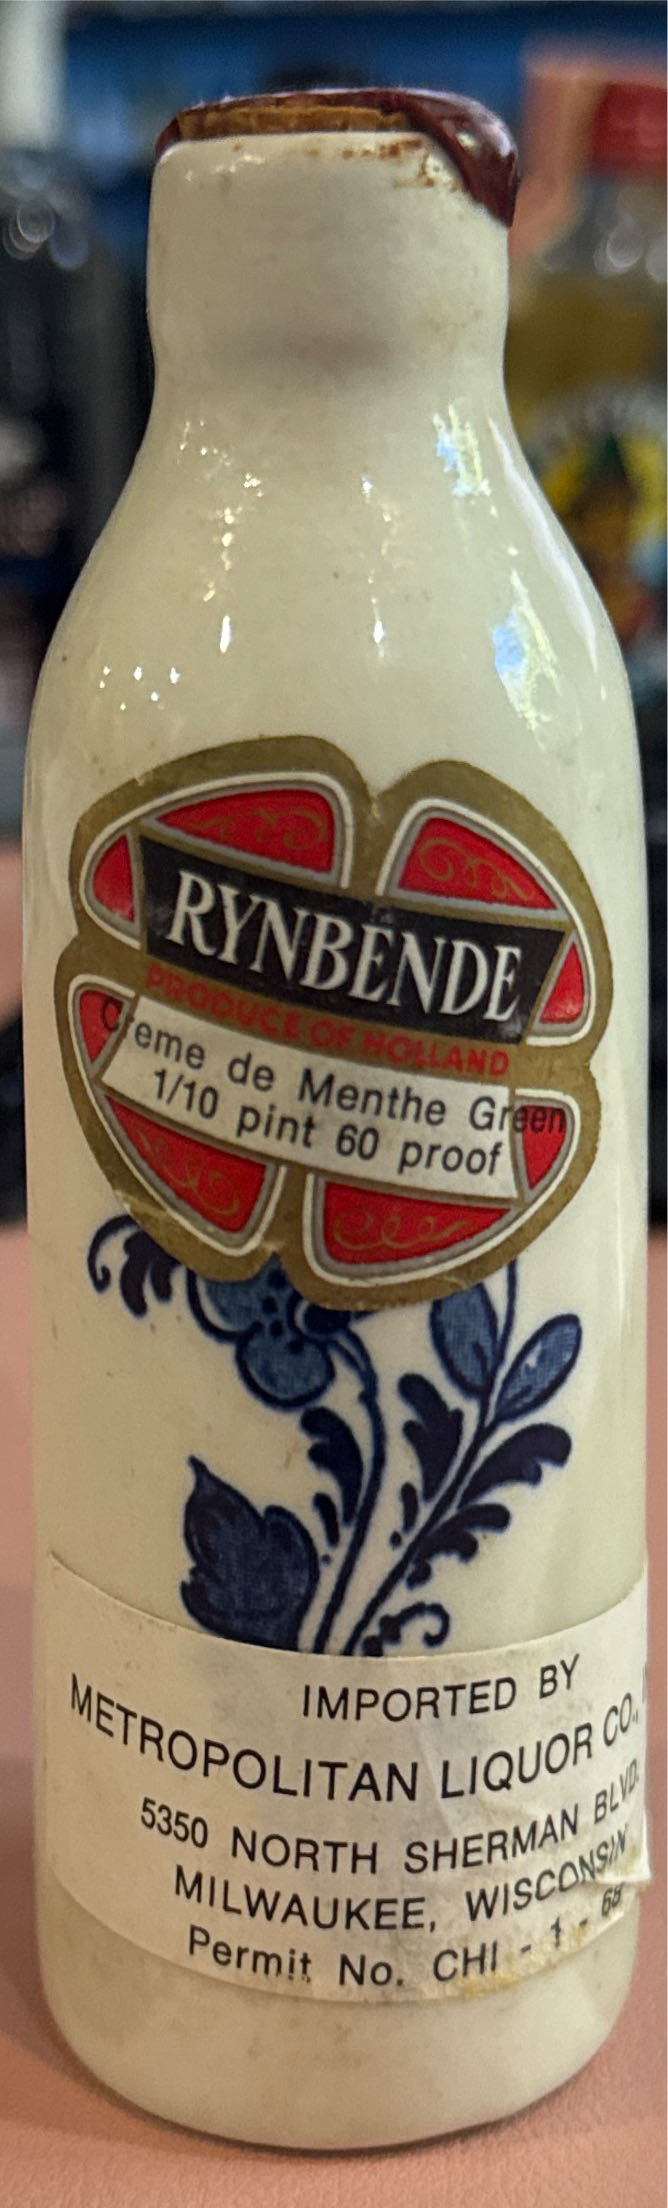 RYNBENDE
PRODUCE OF HOLLAND
Creme de Menthe Green
1/10 pint 60 proof
IMPORTED BY
METROPOLITAN LIQUOR CO.,
5350 NORTH SHERMAN BLVD.
MILWAUKEE, WISCONSIN
Permit No. CHI - 1 - 68